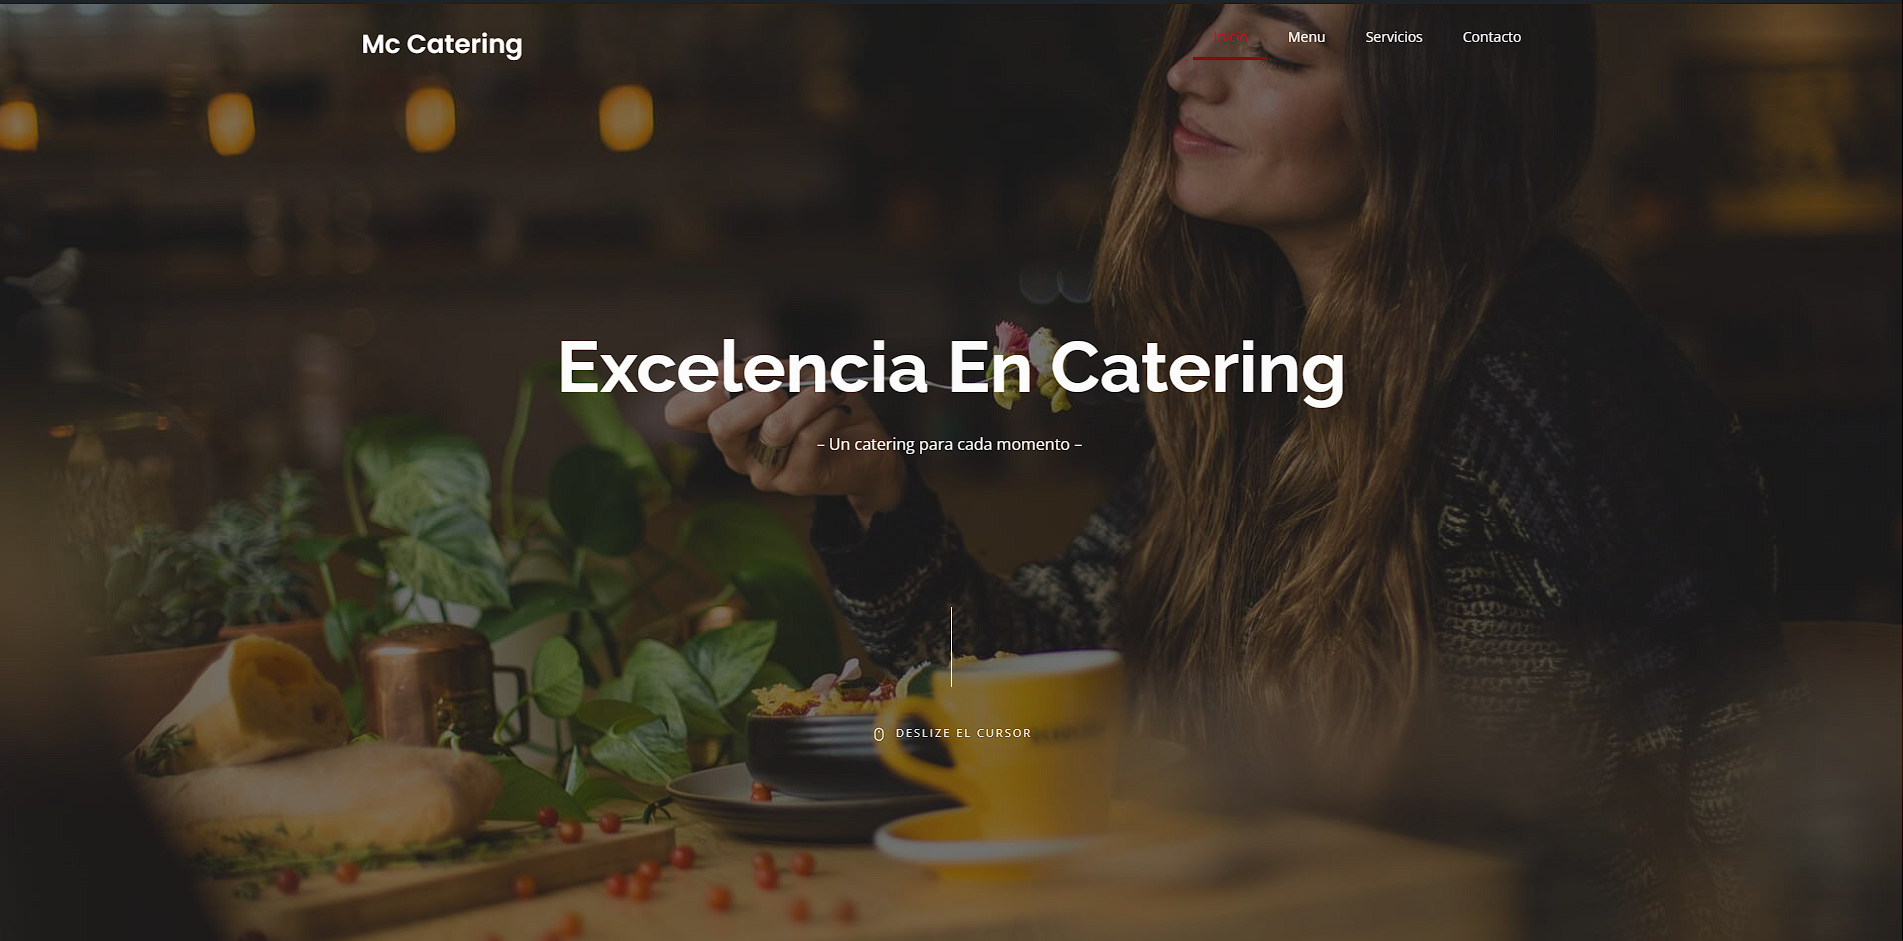 Mc Catering
Inicio Menu Servicios Contacto
Excelencia En Catering
– Un catering para cada momento –
DESLIZE EL CURSOR